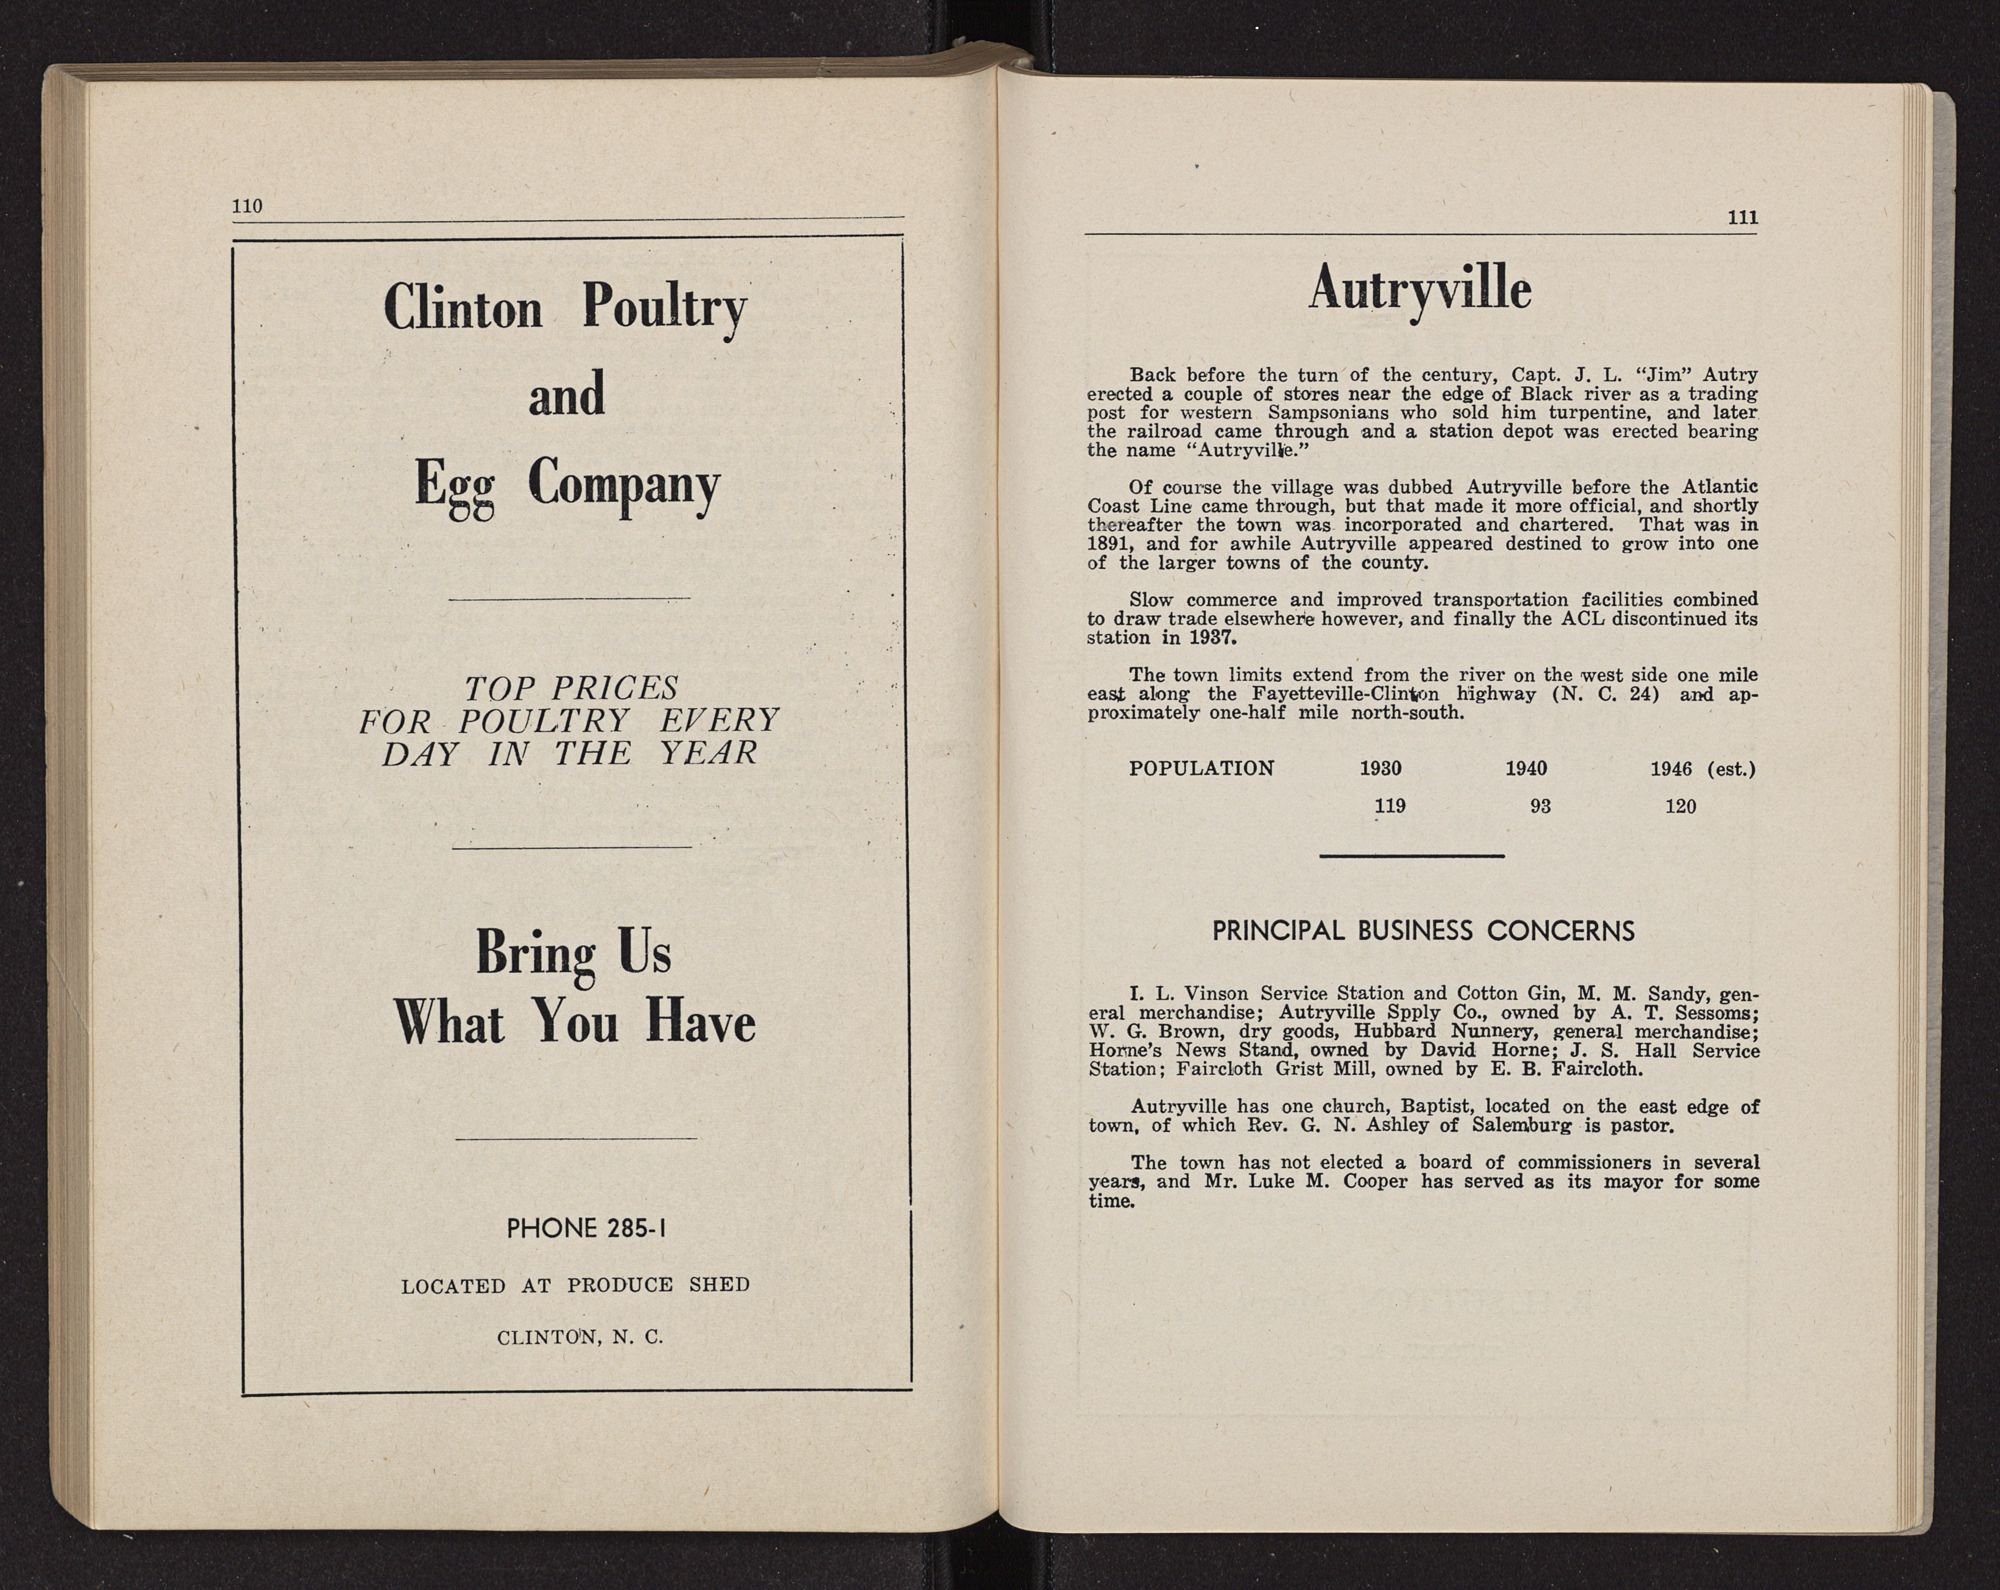 110
Clinton Poultry
and
Egg Company
TOP PRICES
FOR POULTRY EVERY
DAY IN THE YEAR
Bring Us
What You Have
PHONE 285-1
LOCATED AT PRODUCE SHED
CLINTON, N. C.
111
Autryville
Back before the turn of the century, Capt. J. L. “Jim” Autry
erected a couple of stores near the edge of Black river as a trading
post for western Sampsonians who sold him turpentine, and later
the railroad came through and a station depot was erected bearing
the name “Autryville.”
Of course the village was dubbed Autryville before the Atlantic
Coast Line came through, but that made it more official, and shortly
thereafter the town was incorporated and chartered. That was in
1891, and for awhile Autryville appeared destined to grow into one
of the larger towns of the county.
Slow commerce and improved transportation facilities combined
to draw trade elsewhere however, and finally the ACL discontinued its
station in 1937.
The town limits extend from the river on the west side one mile
east along the Fayetteville-Clinton highway (N. C. 24) and ap-
proximately one-half mile north-south.
POPULATION 1930 1940 1946 (est.)
119 93 120
PRINCIPAL BUSINESS CONCERNS
I. L. Vinson Service Station and Cotton Gin, M. M. Sandy, gen-
eral merchandise; Autryville Spply Co., owned by A. T. Sessoms;
W. G. Brown, dry goods, Hubbard Nunnery, general merchandise;
Horne's News Stand, owned by David Horne; J. S. Hall Service
Station; Faircloth Grist Mill, owned by E. B. Faircloth.
Autryville has one church, Baptist, located on the east edge of
town, of which Rev. G. N. Ashley of Salemburg is pastor.
The town has not elected a board of commissioners in several
years, and Mr. Luke M. Cooper has served as its mayor for some
time.